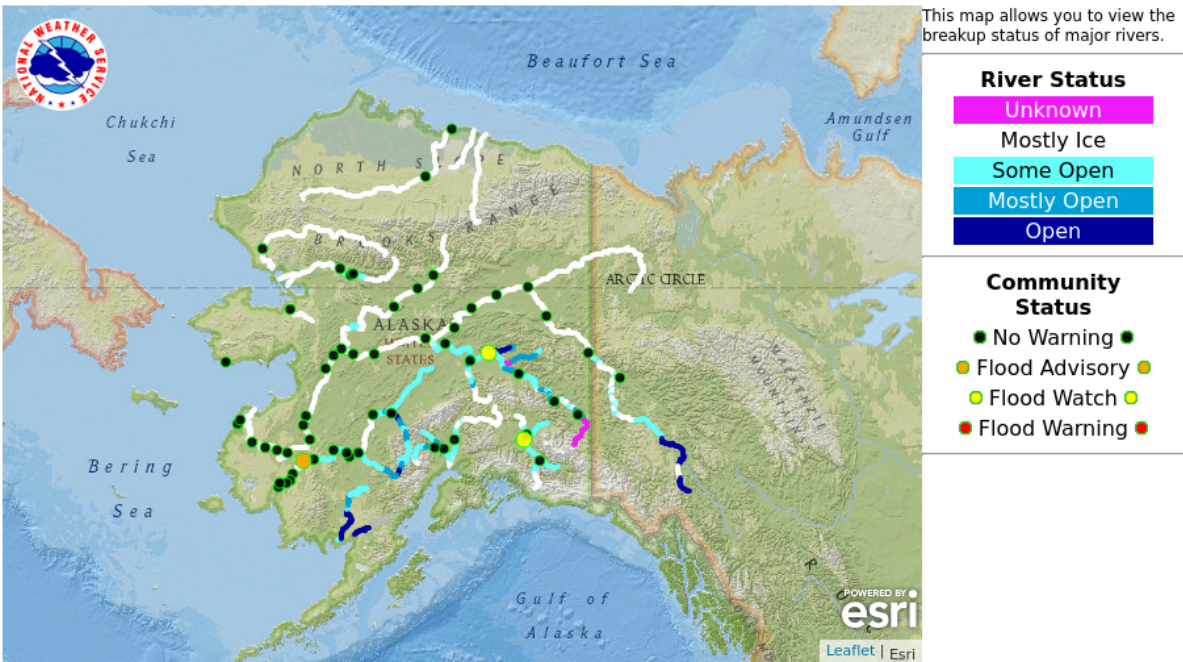 NATIONAL WEATHER SERVICE
Beaufort Sea
Chukchi
Sea
Amundsen
Gulf
NORTH SLOPE
BROOKS RANGE
ARCTIC CIRCLE
ALASKA
UNITED
STATES
MACKENZIE
MOUNTAINS
Bering
Sea
Gulf of
Alaska
POWERED BY
esri
Leaflet | Esri
This map allows you to view the
breakup status of major rivers.
River Status
Unknown
Mostly Ice
Some Open
Mostly Open
Open
Community
Status
No Warning
Flood Advisory
Flood Watch
Flood Warning